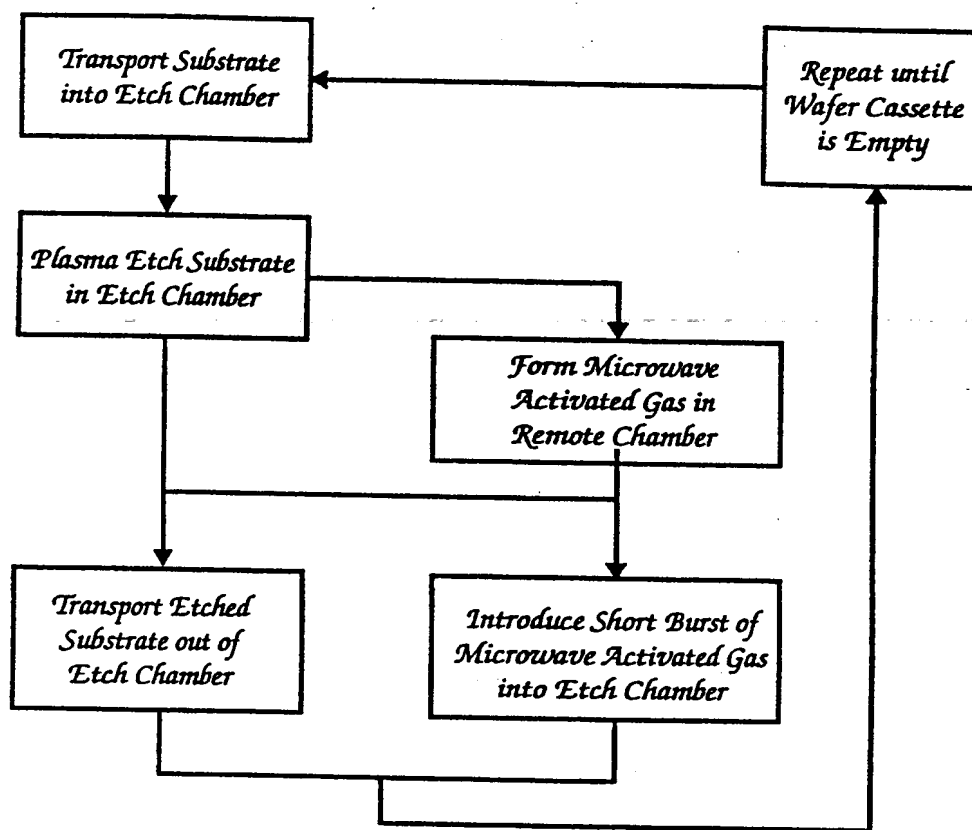 Transport Substrate
into Etch Chamber
Repeat until
Wafer Cassette
is Empty
Plasma Etch Substrate
in Etch Chamber
Form Microwave
Activated Gas in
Remote Chamber
Transport Etched
Substrate out of
Etch Chamber
Introduce Short Burst of
Microwave Activated Gas
into Etch Chamber